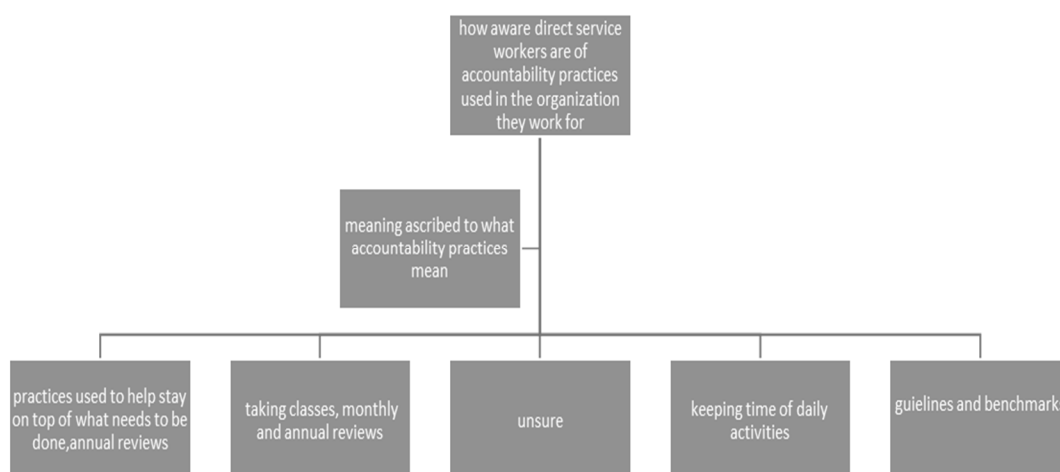 how aware direct service
workers are of
accountability practices
used in the organization
they work for
meaning ascribed to what
accountability practices
mean
practices used to help stay
on top of what needs to be
done,annual reviews
taking classes, monthly
and annual reviews
unsure
keeping time of daily
activities
guielines and benchmarks